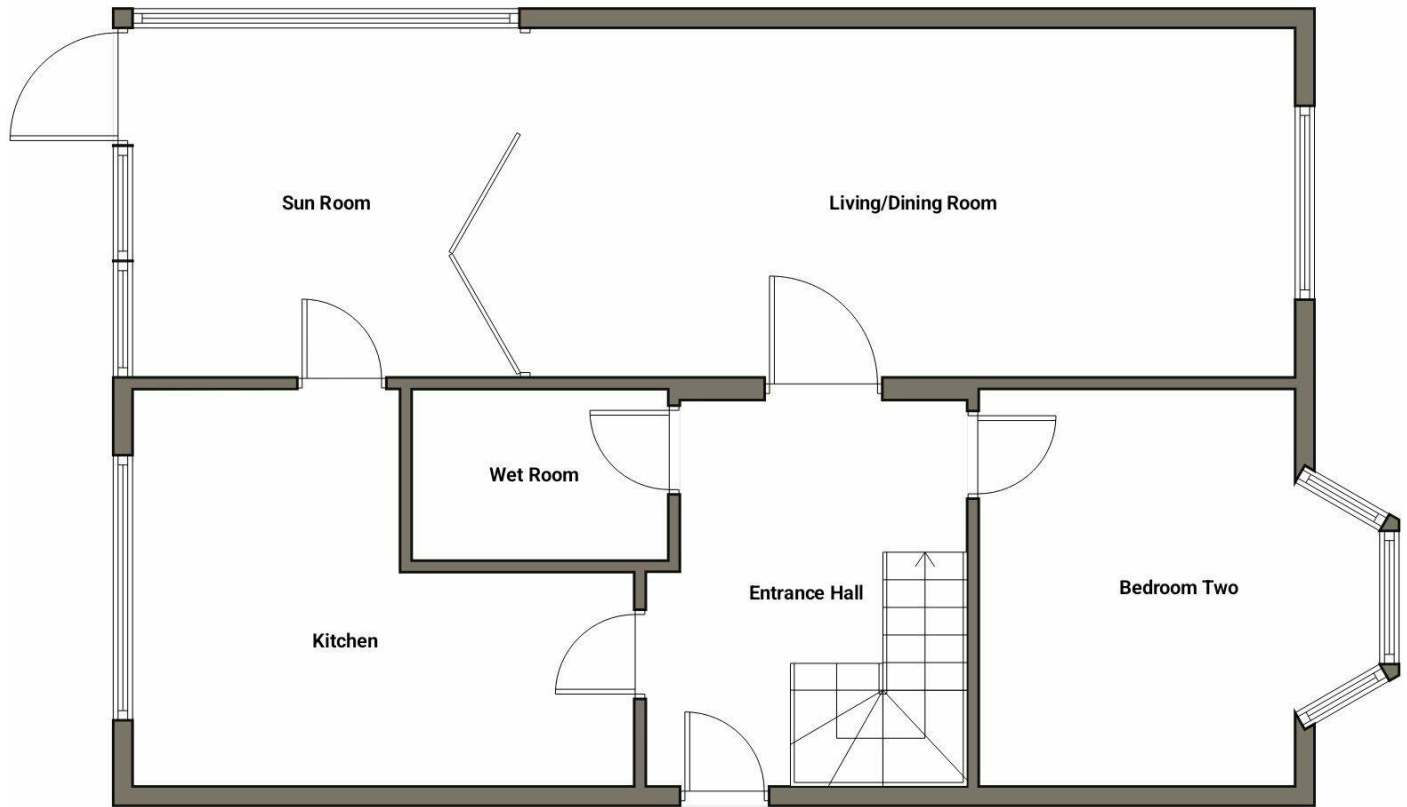 Sun Room
Living/Dining Room
Wet Room
Entrance Hall
Bedroom Two
Kitchen